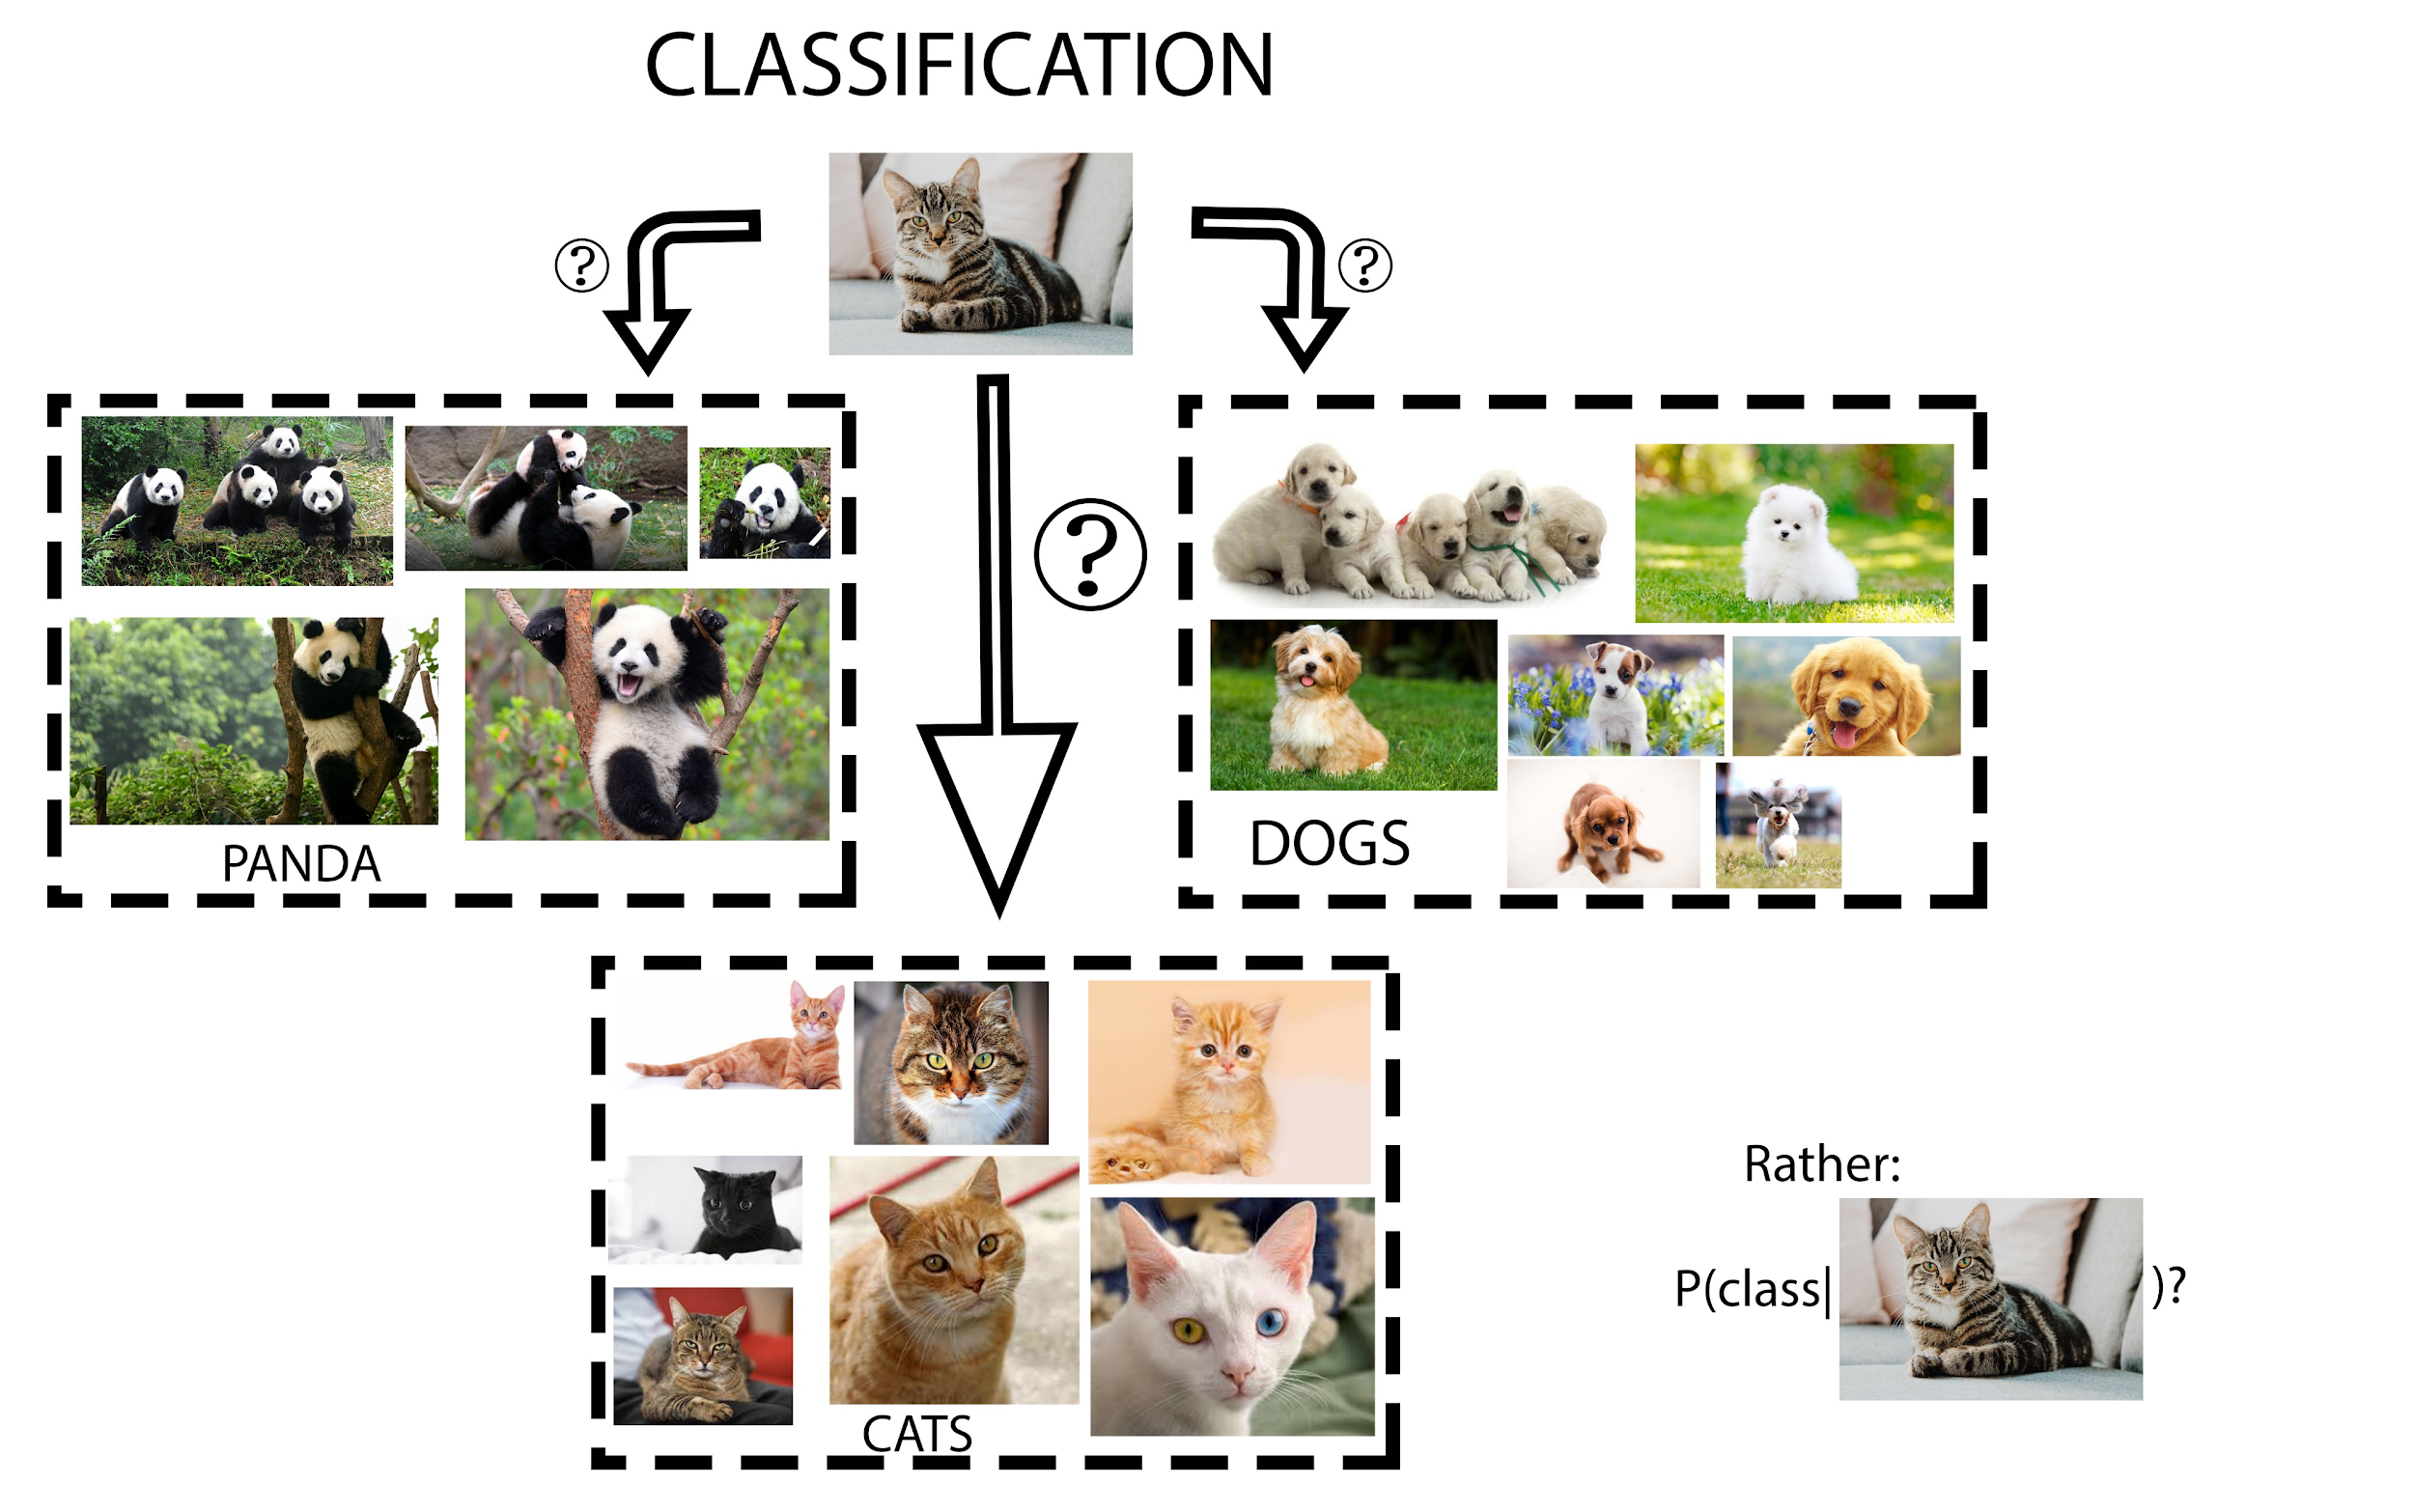 CLASSIFICATION
?
?
?
PANDA
DOGS
CATS
Rather:
P(class| )?